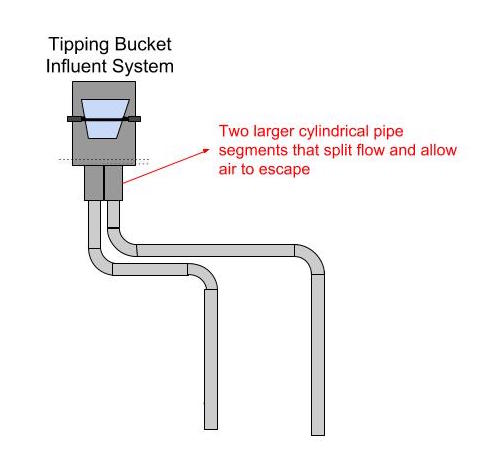 Tipping Bucket
Influent System
Two larger cylindrical pipe
segments that split flow and allow
air to escape